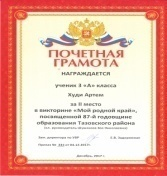 ПОЧЕТНАЯ
ГРАМОТА
НАГРАЖДАЕТСЯ
ученик 3 «А» класса
Худи Артем
за II место
в викторине «Мой родной край»,
посвященной 87-й годовщине
образования Тазовского района
Декабрь, 2017 г.